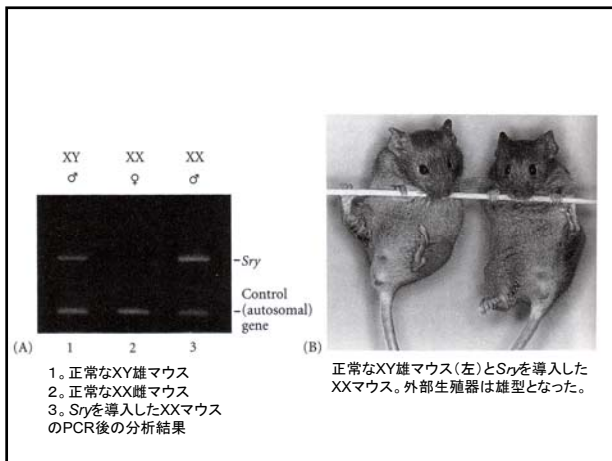 XY XX XX
♂ ♀ ♂
Sry
Control
(autosomal)
gene
(A) 1 2 3
1。正常なXY雄マウス
2。正常なXX雌マウス
3。Sryを導入したXXマウス
のPCR後の分析結果
(B)
正常なXY雄マウス(左)とSryを導入した
XXマウス。外部生殖器は雄型となった。